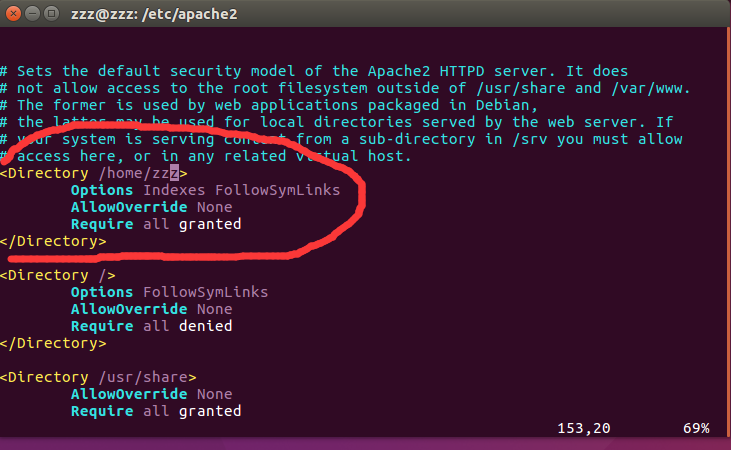 zzz@zzz: /etc/apache2
# Sets the default security model of the Apache2 HTTPD server. It does
# not allow access to the root filesystem outside of /usr/share and /var/www.
# The former is used by web applications packaged in Debian,
# the latter may be used for local directories served by the web server. If
# your system is serving content from a sub-directory in /srv you must allow
# access here, or in any related virtual host.
<Directory /home/zzz>
        Options Indexes FollowSymLinks
        AllowOverride None
        Require all granted
</Directory>
<Directory />
        Options FollowSymLinks
        AllowOverride None
        Require all denied
</Directory>
<Directory /usr/share>
        AllowOverride None
        Require all granted
153,20 69%